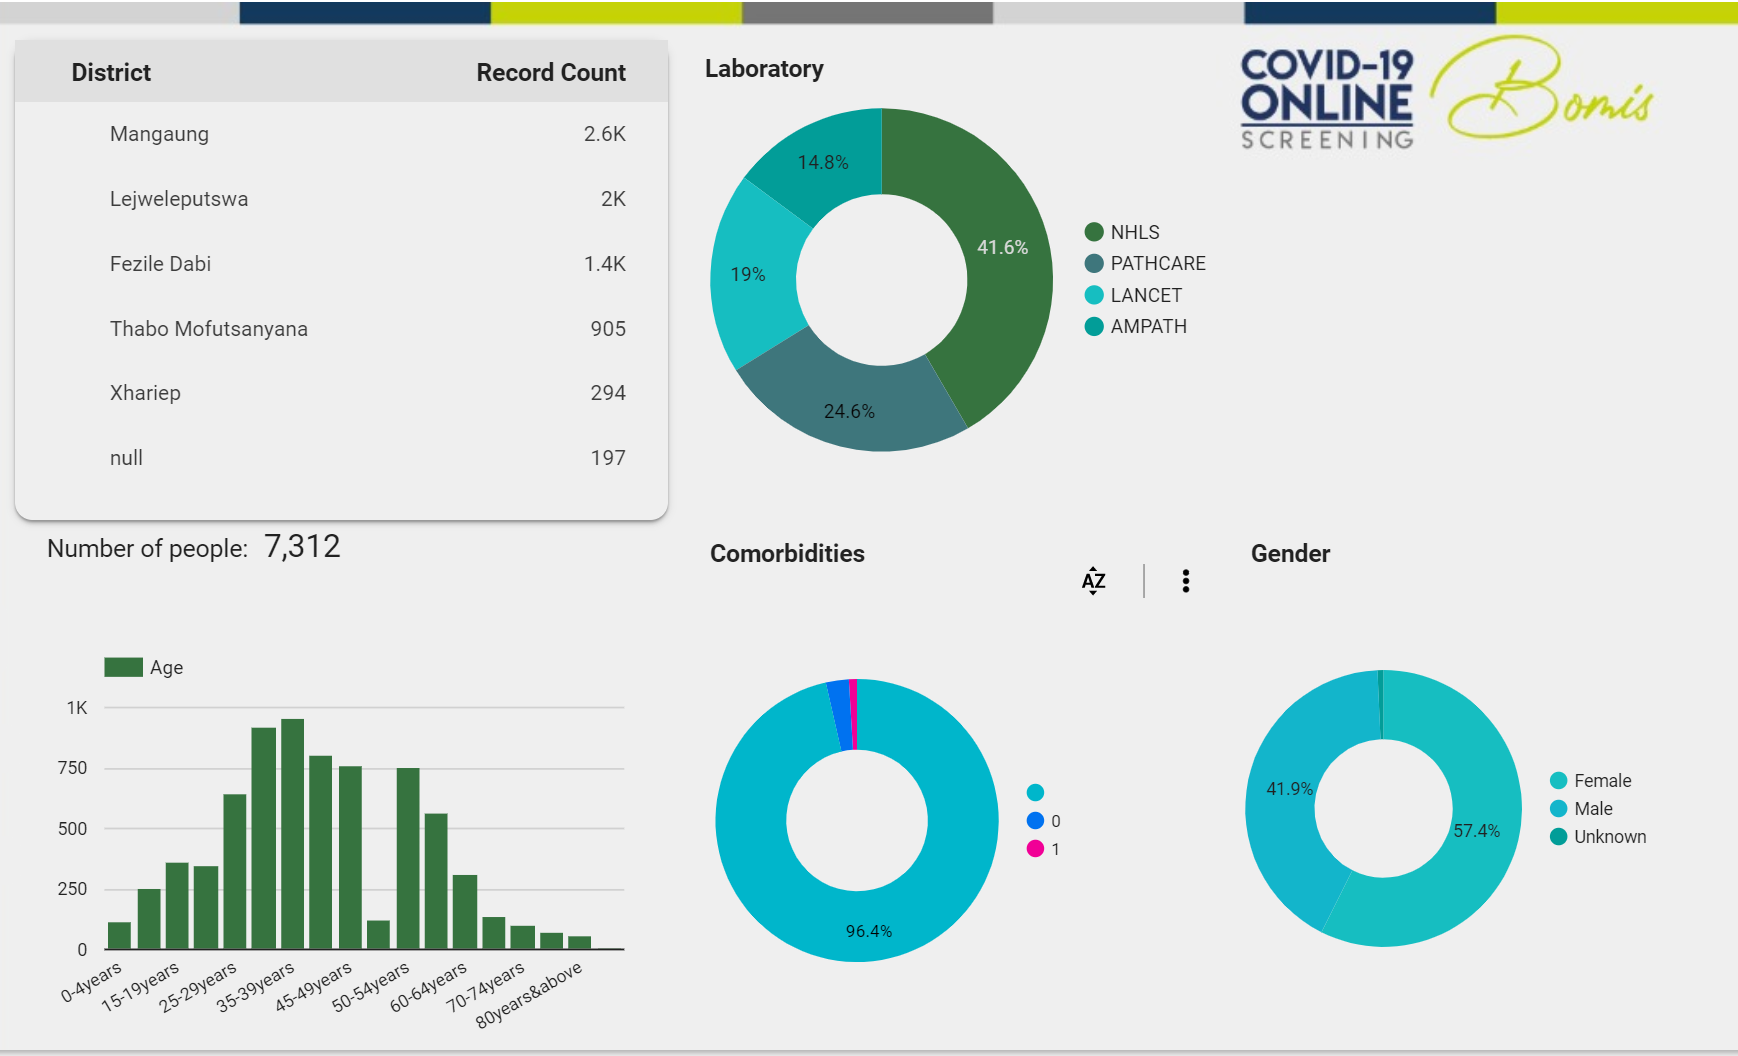 District Record Count
Mangaung 2.6K
Lejweleputswa 2K
Fezile Dabi 1.4K
Thabo Mofutsanyana 905
Xhariep 294
null 197
Number of people: 7,312
Laboratory
14.8%
41.6%
19%
24.6%
NHLS
PATHCARE
LANCET
AMPATH
COVID-19
ONLINE
SCREENING
Bomis
Age
1K
750
500
250
0
0-4years
15-19years
25-29years
35-39years
45-49years
50-54years
60-64years
70-74years
80years&above
Comorbidities
AZ
96.4%
0
1
Gender
41.9%
57.4%
Female
Male
Unknown